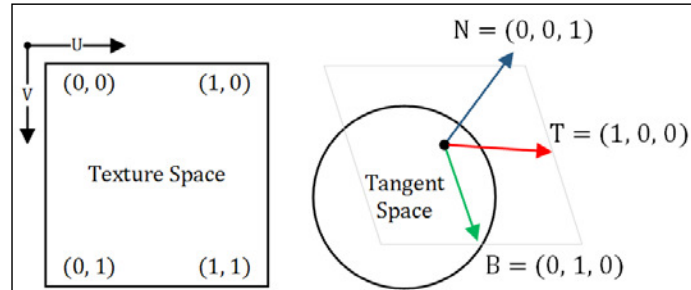 U
V
(0, 0)
(1, 0)
Texture Space
(0, 1)
(1, 1)
N = (0, 0, 1)
T = (1, 0, 0)
Tangent
Space
B = (0, 1, 0)